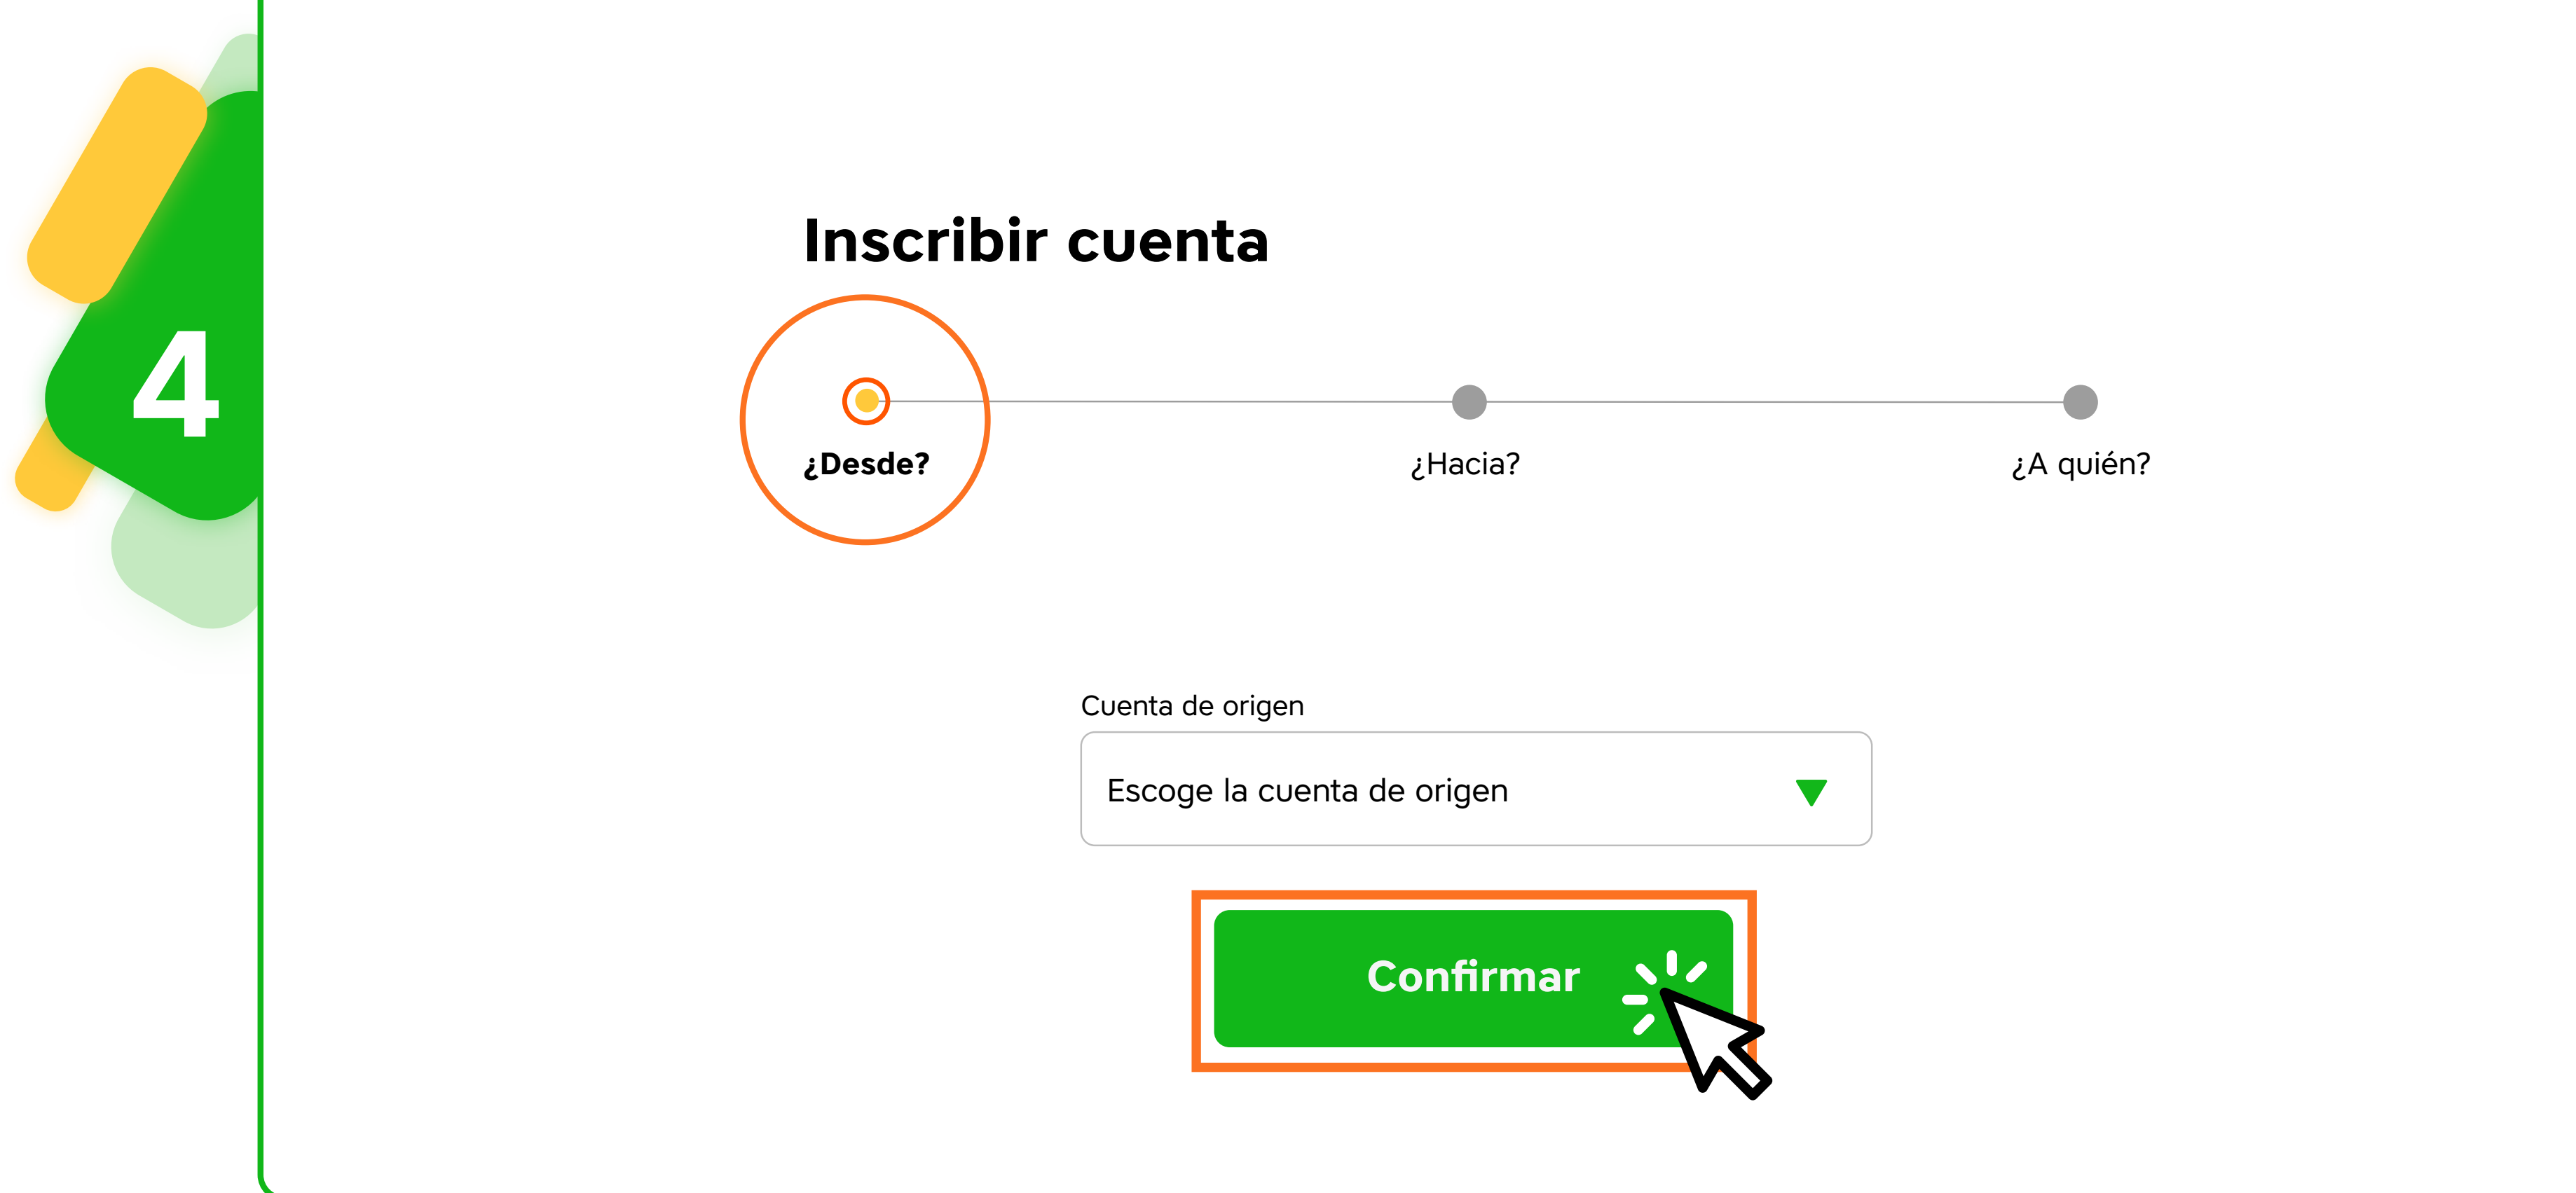 4
Inscribir cuenta
¿Desde?
¿Hacia?
¿A quién?
Cuenta de origen
Escoge la cuenta de origen
Confirmar